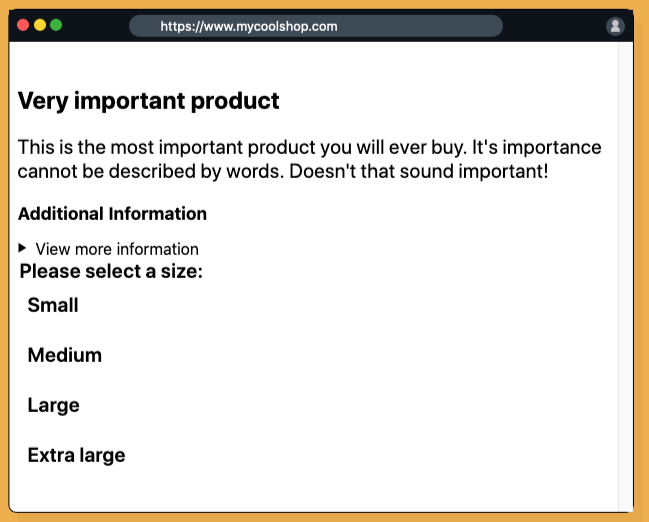 https://www.mycoolshop.com
Very important product
This is the most important product you will ever buy. It's importance
cannot be described by words. Doesn't that sound important!
Additional Information
View more information
Please select a size:
Small
Medium
Large
Extra large